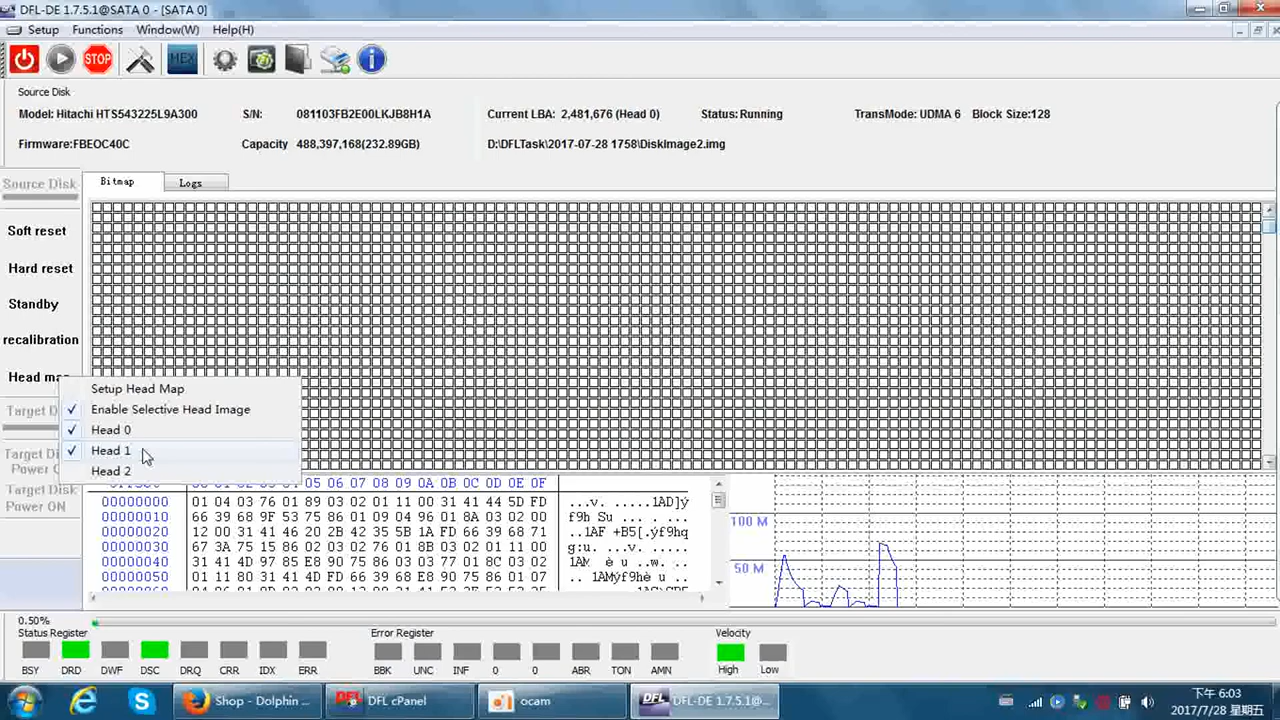 DFL-DE 1.7.5.1@SATA 0 - [SATA 0]
Setup Functions Window(W) Help(H)
STOP HEX
Source Disk
Model: Hitachi HTS543225L9A300 S/N: 081103FB2E00LKJB8H1A Current LBA: 2,481,676 (Head 0) Status:Running TransMode: UDMA 6 Block Size:128
Firmware:FBEOC40C Capacity 488,397,168(232.89GB) D:\DFLTask\2017-07-28 1758\DiskImage2.img
Source Disk Bitmap Logs
Soft reset
Hard reset
Standby
recalibration
Head
Setup Head Map
Target D
Enable Selective Head Image
Head 0
Head 1
Target Di
Power
Head 2
Target Disk
Power ON
05 06 07 08 09 0A 0B 0C 0D 0E 0F
00000000 01 04 03 76 01 89 03 02 01 11 00 31 41 44 5D FD ...v. .....1AD]ý
00000010 66 39 68 9F 53 75 86 01 09 04 96 01 8A 03 02 00 f9h Su . .. . ..
00000020 12 00 31 41 46 20 2B 42 35 5B 1A FD 66 39 68 71 ..1AF +B5[.ýf9hq
00000030 67 3A 75 15 86 02 03 02 76 01 8B 03 02 01 11 00 g:u. ...v. .....
00000040 31 41 4D 97 85 E8 90 75 86 03 03 77 01 8C 03 02 1AM è u ..w. ..
00000050 01 11 80 31 41 4D FD 66 39 68 E8 90 75 86 01 07 .. 1AMýf9hè u ..
100 M
50 M
0.50%
Status Register Error Register Velocity
BSY DRD DWF DSC DRQ CRR IDX ERR BBK UNC INF 0 0 ABR TON AMN High Low
Shop - Dolphin ... DFL cPanel ocam DFL-DE 1.7.5.1@...
下午 6:03
2017/7/28 星期五